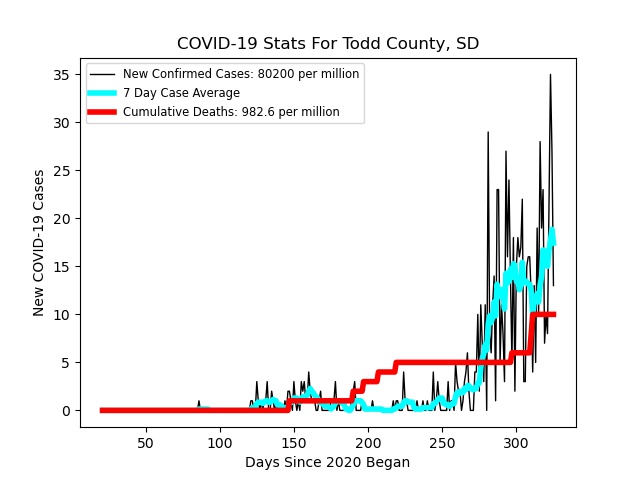 COVID-19 Stats For Todd County, SD
New Confirmed Cases: 80200 per million
7 Day Case Average
Cumulative Deaths: 982.6 per million
New COVID-19 Cases
35
30
25
20
15
10
5
0
50 100 150 200 250 300
Days Since 2020 Began